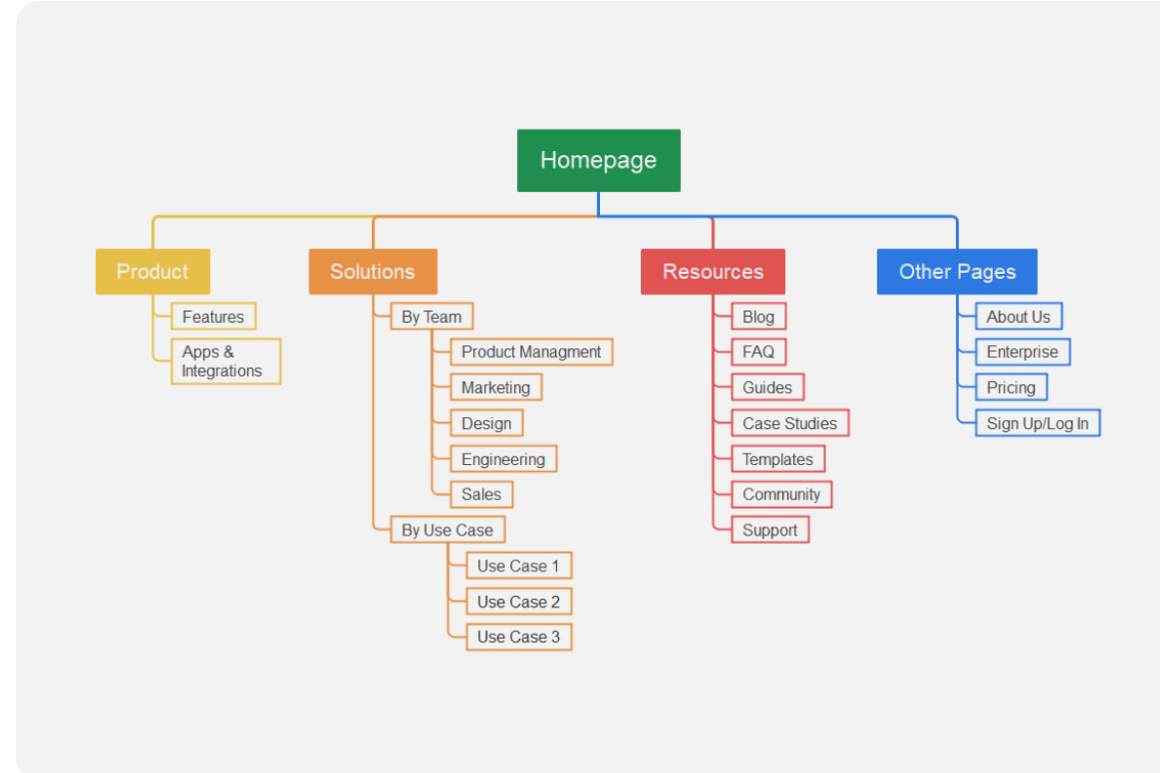 Homepage
Product
Features
Apps &
Integrations
Solutions
By Team
Product Managment
Marketing
Design
Engineering
Sales
By Use Case
Use Case 1
Use Case 2
Use Case 3
Resources
Blog
FAQ
Guides
Case Studies
Templates
Community
Support
Other Pages
About Us
Enterprise
Pricing
Sign Up/Log In